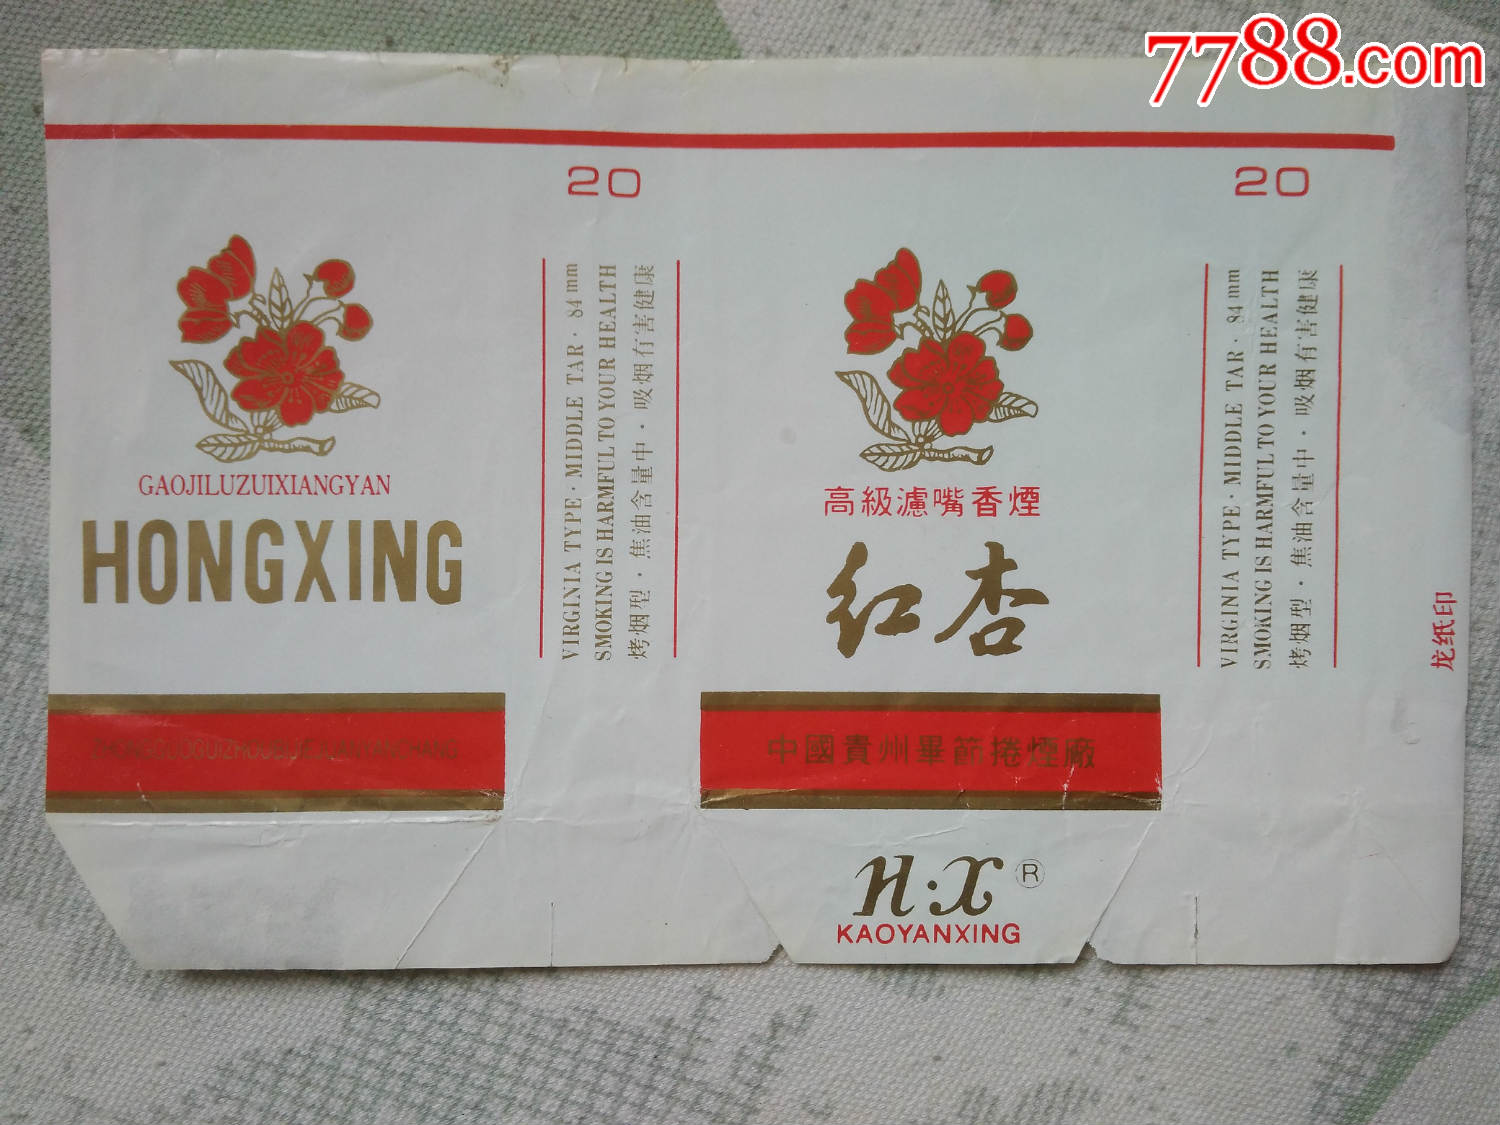 7788.com
20
20
GAOJILUZUIXIANGYAN
HONGXING
ZHONGGUOGUIZHOUBIJIEJUANYANCHANG
VIRGINIA TYPE · MIDDLE TAR · 84 mm
SMOKING IS HARMFUL TO YOUR HEALTH
烤烟型 · 焦油含量中 · 吸烟有害健康
高級濾嘴香煙
红杏
中國貴州畢節捲煙廠
H·X ®
KAOYANXING
VIRGINIA TYPE · MIDDLE TAR · 84 mm
SMOKING IS HARMFUL TO YOUR HEALTH
烤烟型 · 焦油含量中 · 吸烟有害健康
龙纸印